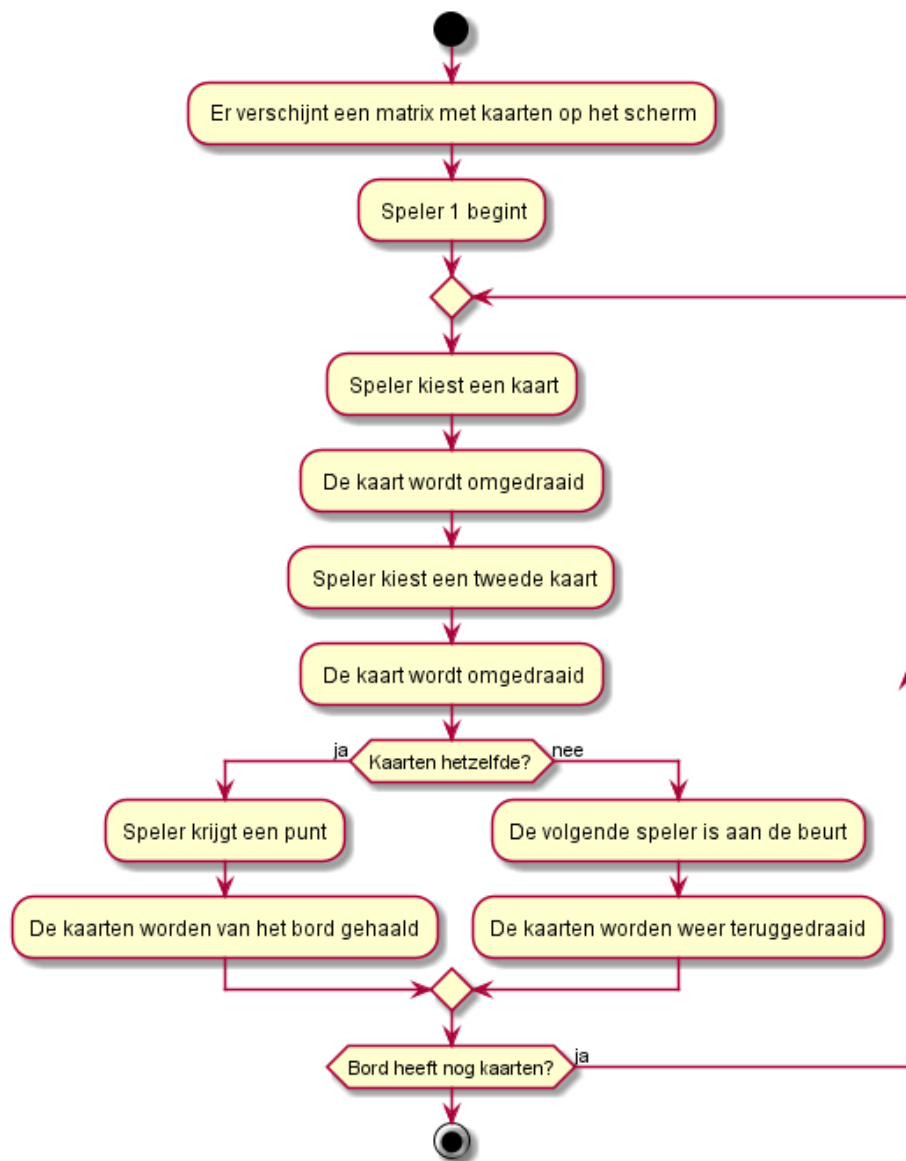 Er verschijnt een matrix met kaarten op het scherm
Speler 1 begint
Speler kiest een kaart
De kaart wordt omgedraaid
Speler kiest een tweede kaart
De kaart wordt omgedraaid
ja
Kaarten hetzelfde?
nee
Speler krijgt een punt
De volgende speler is aan de beurt
De kaarten worden van het bord gehaald
De kaarten worden weer teruggedraaid
Bord heeft nog kaarten?
ja